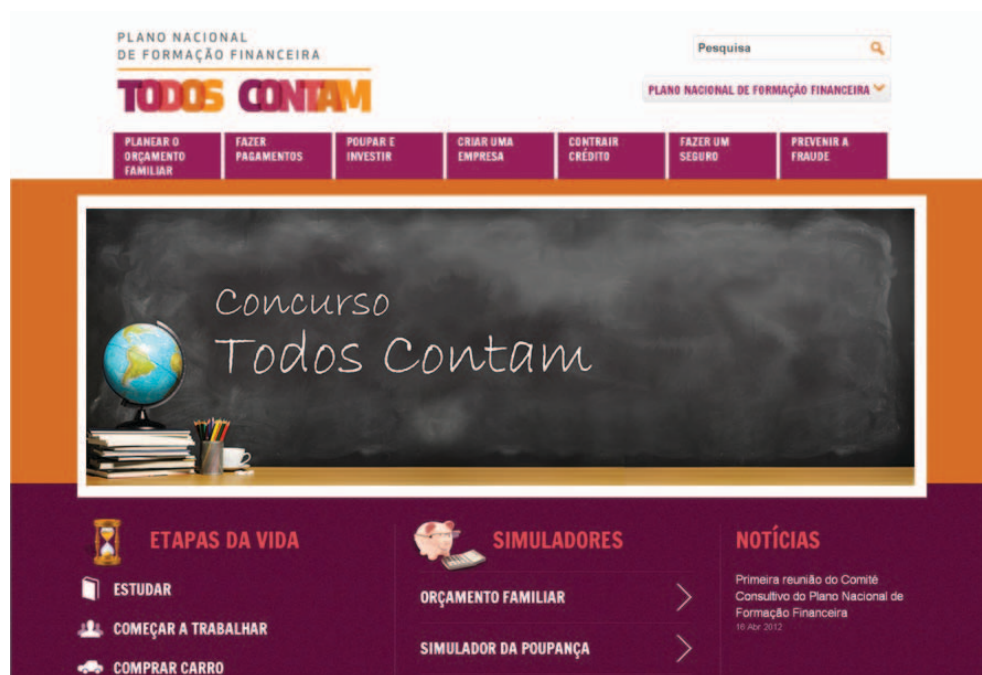 PLANO NACIONAL
DE FORMAÇÃO FINANCEIRA
TODOS CONTAM
Pesquisa
PLANO NACIONAL DE FORMAÇÃO FINANCEIRA
PLANEAR O
ORÇAMENTO
FAMILIAR
FAZER
PAGAMENTOS
POUPAR E
INVESTIR
CRIAR UMA
EMPRESA
CONTRAIR
CRÉDITO
FAZER UM
SEGURO
PREVENIR A
FRAUDE
Concurso
Todos Contam
ETAPAS DA VIDA
ESTUDAR
COMEÇAR A TRABALHAR
COMPRAR CARRO
SIMULADORES
ORÇAMENTO FAMILIAR
SIMULADOR DA POUPANÇA
NOTÍCIAS
Primeira reunião do Comité
Consultivo do Plano Nacional de
Formação Financeira
16 Abr 2012